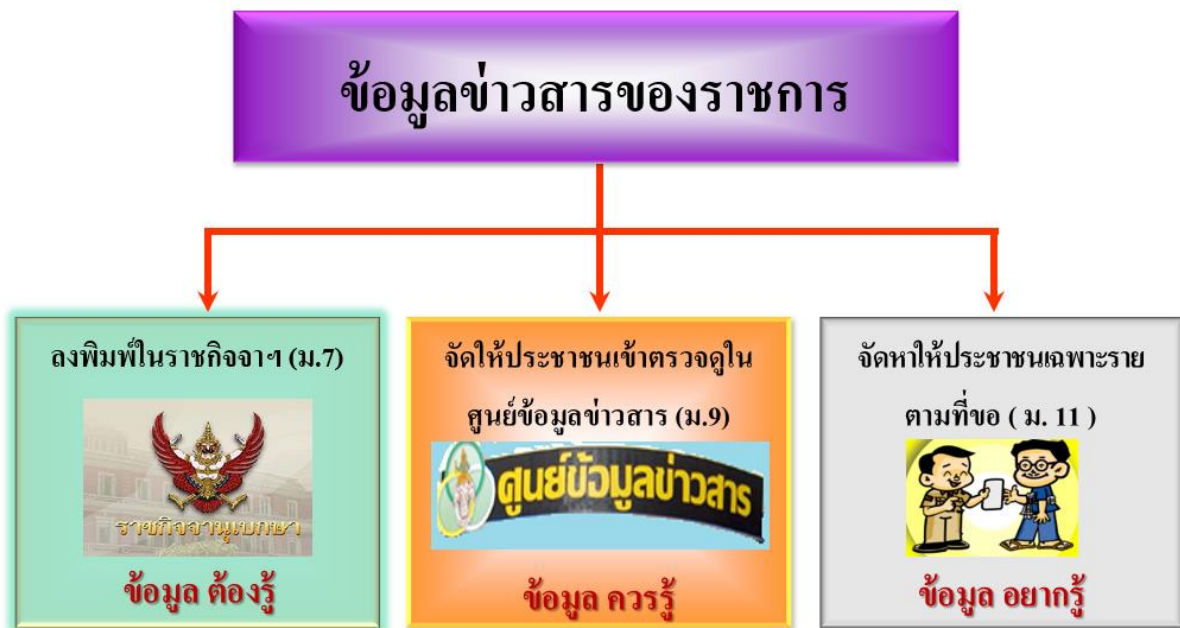 ข้อมูลข่าวสารของราชการ
ลงพิมพ์ในราชกิจจาฯ (ม.7)
ราชกิจจานุเบกษา
ข้อมูล ต้องรู้
จัดให้ประชาชนเข้าตรวจดูใน
ศูนย์ข้อมูลข่าวสาร (ม.9)
ศูนย์ข้อมูลข่าวสาร
ข้อมูล ควรรู้
จัดหาให้ประชาชนเฉพาะราย
ตามที่ขอ ( ม. 11 )
ข้อมูล อยากรู้